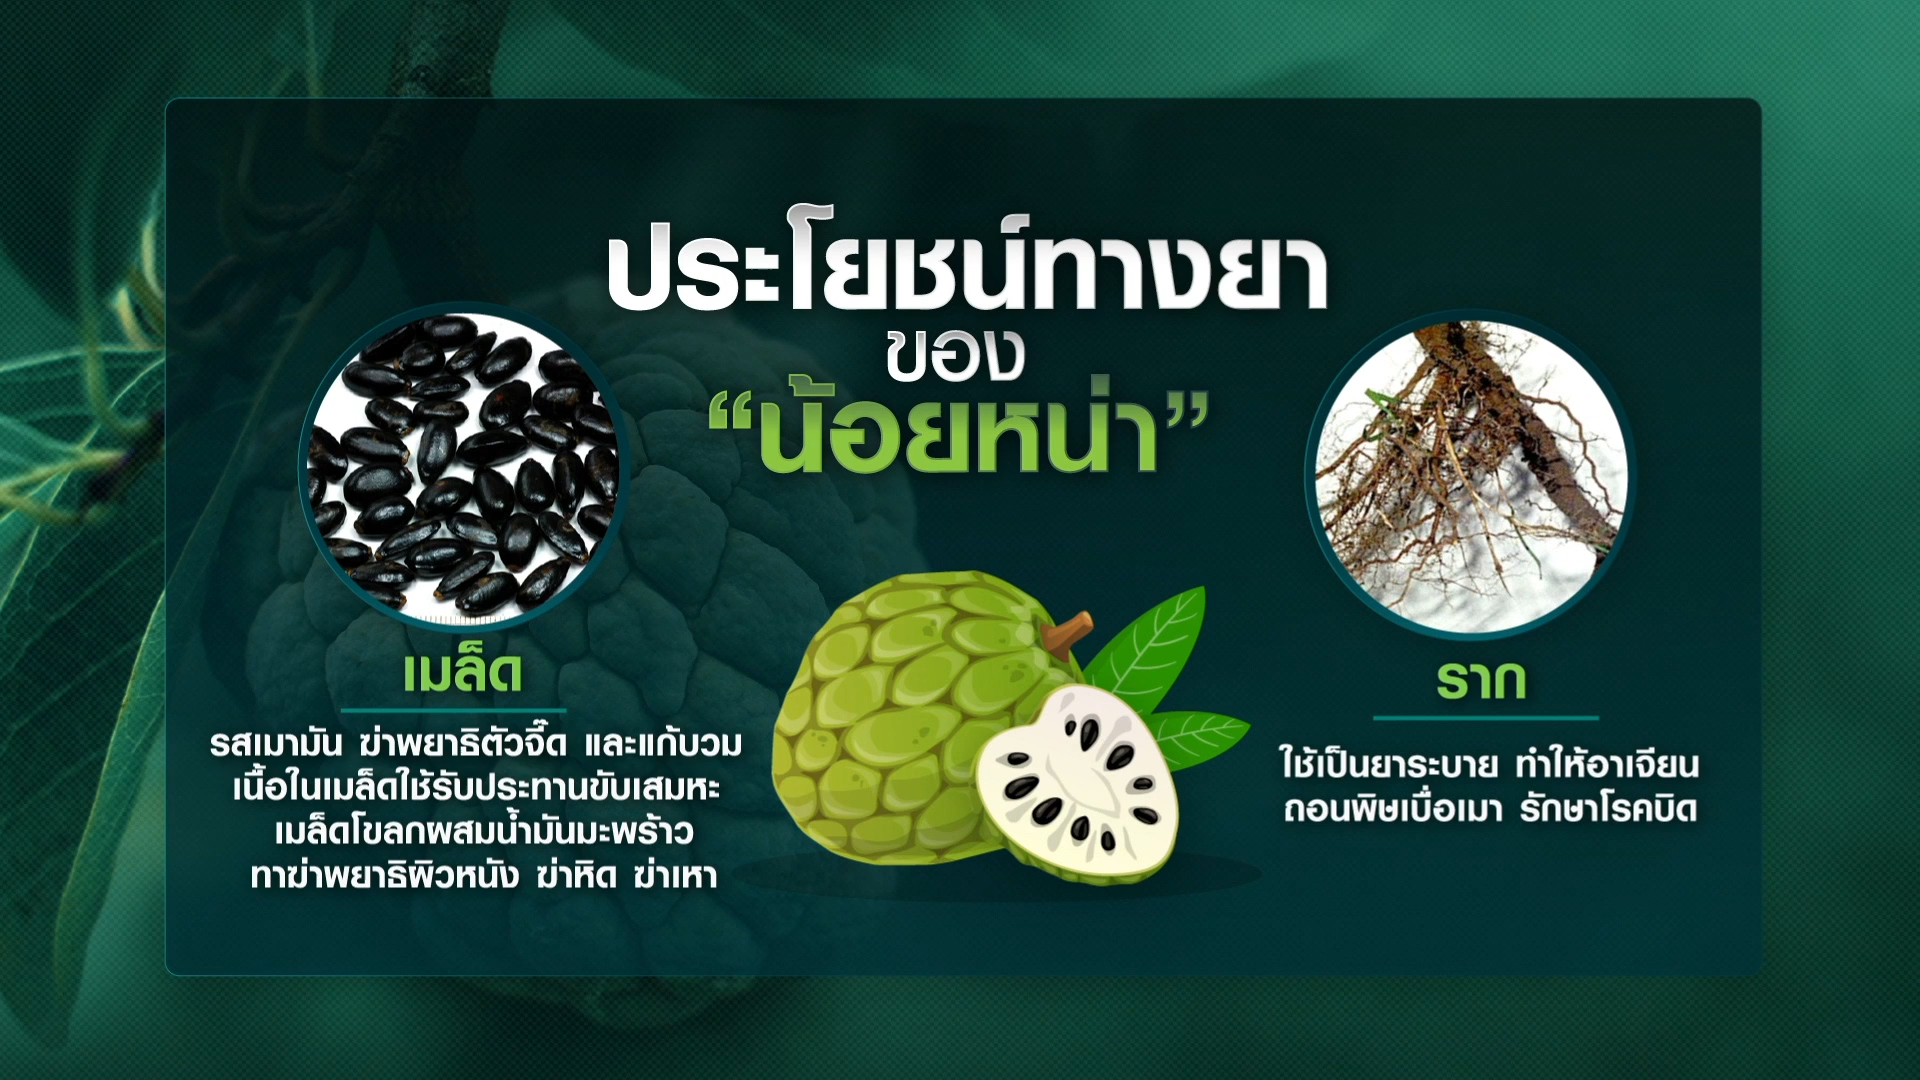 ประโยชน์ทางยา
ของ
“น้อยหน่า”
เมล็ด
รสเมามัน ฆ่าพยาธิตัวจี๊ด และแก้บวม
เนื้อในเมล็ดใช้รับประทานขับเสมหะ
เมล็ดโขลกผสมน้ำมันมะพร้าว
ทาฆ่าพยาธิผิวหนัง ฆ่าหิด ฆ่าเหา
ราก
ใช้เป็นยาระบาย ทำให้อาเจียน
ถอนพิษเบื่อเมา รักษาโรคบิด